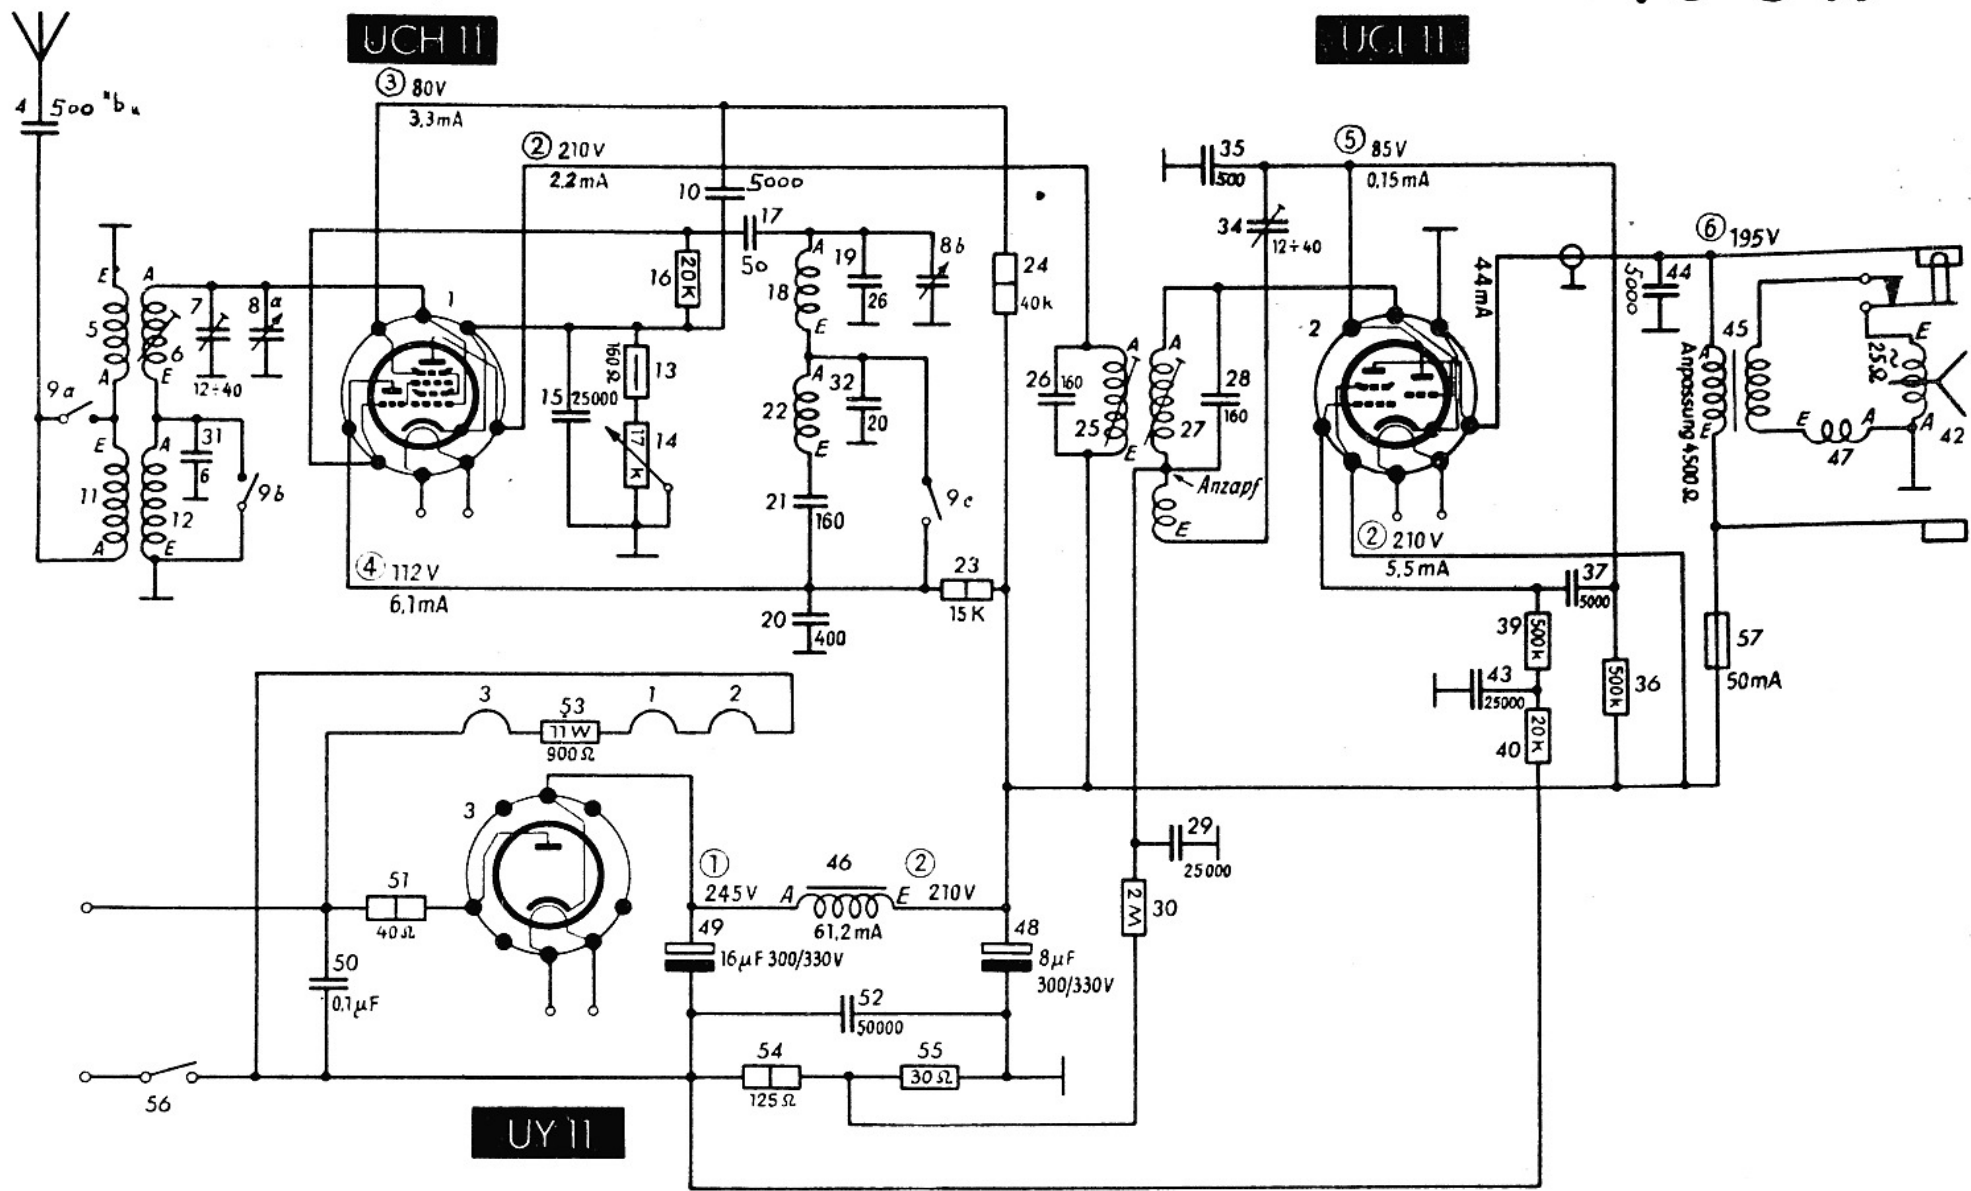 UCH 11
UCL 11
③ 80V
3,3mA
4 500 "b"
② 210V
2,2mA
10 5000
17
50
35
500
⑤ 85V
0,15mA
34
12÷40
⑥ 195V
E A
5
A
6
E
7
12÷40
8 a
1
16
20K
A
18
E
19
26
8b
24
40k
44mA
44
5000
2
45
A
E
Anpassung 4500Ω
9a
E
11
A
A
12
E
31
6
9b
160Ω
13
14
17k
15 25000
A
22
E
32
20
21
160
9c
26 160
A
25
E
A
27
Anzapf
E
28
160
~
25Ω
E
A
42
E A
47
④ 112V
6,1mA
20
400
23
15K
② 210V
5,5mA
37
5000
39
500k
43
25000
40
20K
36
500k
57
50mA
3
53
11W
900Ω
1
2
3
51
40Ω
50
0,1µF
①
245V
A
46
E
61,2mA
②
210V
49
16µF 300/330V
48
8µF
300/330V
52
50000
29
25000
2M
30
54
125Ω
55
30Ω
56
UY 11